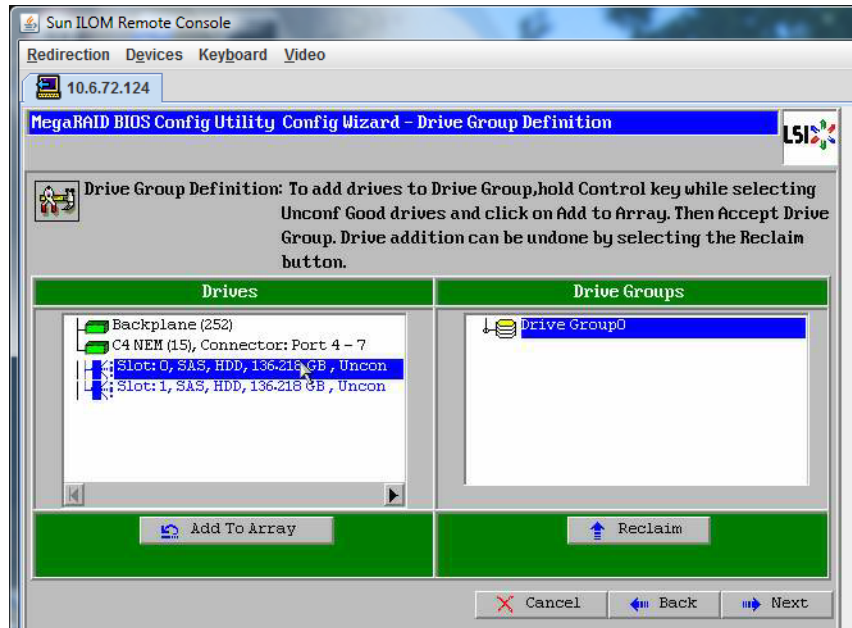 Sun ILOM Remote Console
Redirection Devices Keyboard Video
10.6.72.124
MegaRAID BIOS Config Utility Config Wizard - Drive Group Definition
LSI
Drive Group Definition: To add drives to Drive Group,hold Control key while selecting
Unconf Good drives and click on Add to Array. Then Accept Drive
Group. Drive addition can be undone by selecting the Reclaim
button.
Drives
Drive Groups
Backplane (252)
C4 NEM (15), Connector: Port 4 - 7
Slot: 0, SAS, HDD, 136.218 GB , Uncon
Slot: 1, SAS, HDD, 136.218 GB , Uncon
Drive Group0
Add To Array
Reclaim
Cancel Back Next